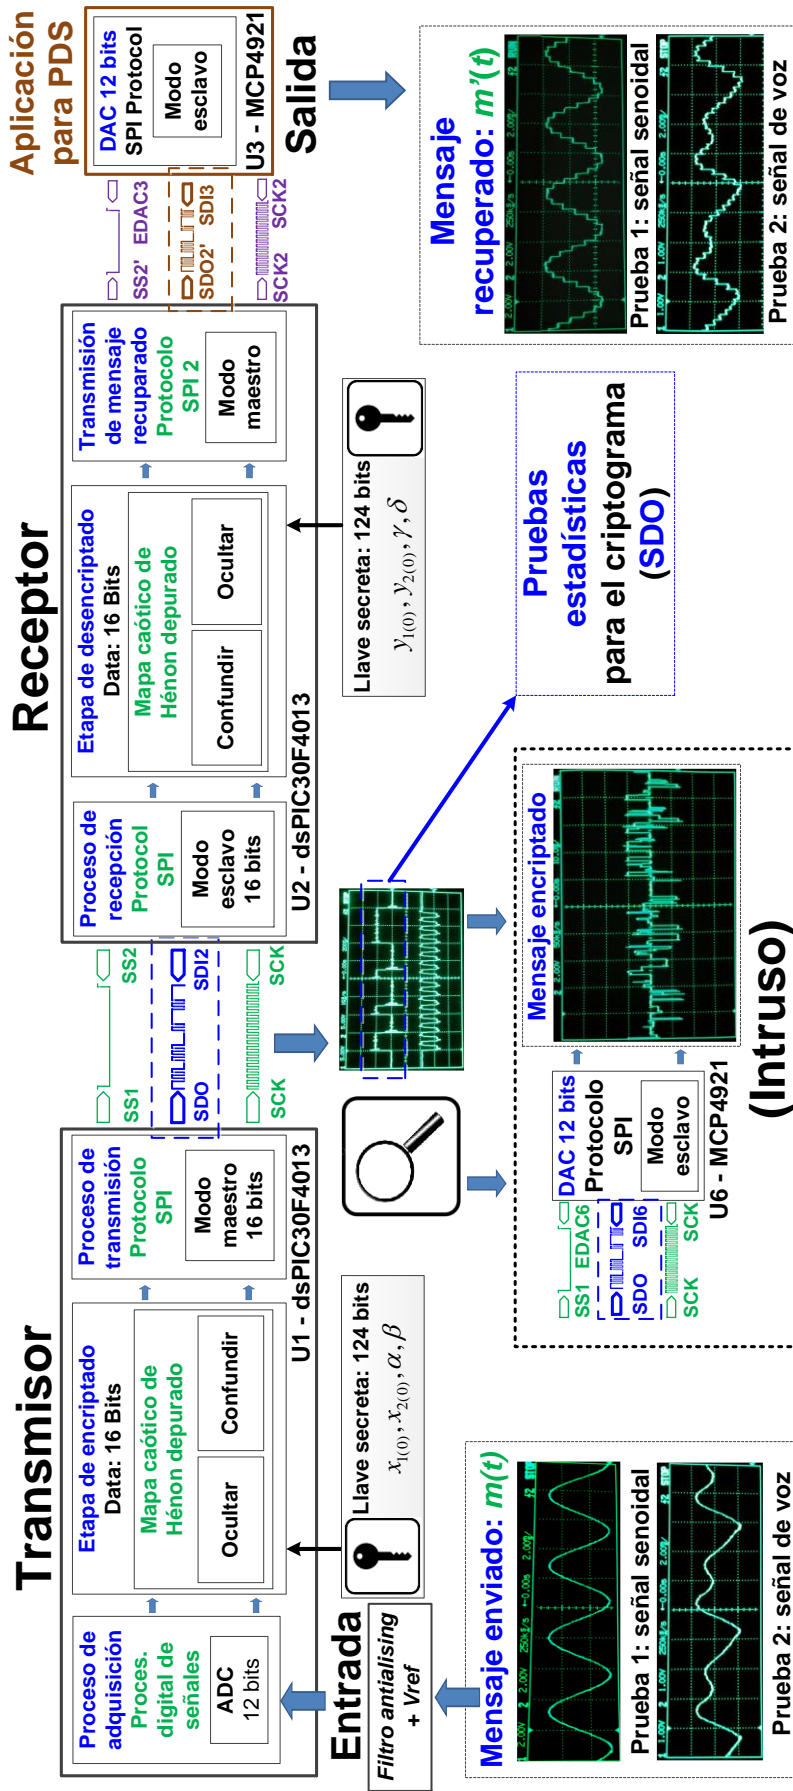 Transmisor
Proceso de
adquisición
Proces.
digital de
señales
ADC
12 bits
Etapa de encriptado
Data: 16 Bits
Mapa caótico de
Hénon depurado
Ocultar
Confundir
Proceso de
transmisión
Protocolo
SPI
Modo
maestro
16 bits
U1 - dsPIC30F4013
SS1 SS2
SDO SDI2
SCK SCK
Receptor
Proceso de
recepción
Protocol
SPI
Modo
esclavo
16 bits
Etapa de desencriptado
Data: 16 Bits
Mapa caótico de
Hénon depurado
Confundir
Ocultar
Transmisión
de mensaje
recuparado
Protocolo
SPI 2
Modo
maestro
U2 - dsPIC30F4013
SS2' EDAC3
SDO2' SDI3
SCK2 SCK2
Aplicación
para PDS
DAC 12 bits
SPI Protocol
Modo
esclavo
U3 - MCP4921
Salida
Entrada
Filtro antialising
+ Vref
Llave secreta: 124 bits
x1(0), x2(0), α, β
Llave secreta: 124 bits
y1(0), y2(0), γ, δ
Mensaje enviado: m(t)
Prueba 1: señal senoidal
Prueba 2: señal de voz
SS1 EDAC6
SDO SDI6
SCK SCK
DAC 12 bits
Protocolo
SPI
Modo
esclavo
U6 - MCP4921
Mensaje encriptado
(Intruso)
Pruebas
estadísticas
para el criptograma
(SDO)
Mensaje
recuperado: m'(t)
Prueba 1: señal senoidal
Prueba 2: señal de voz